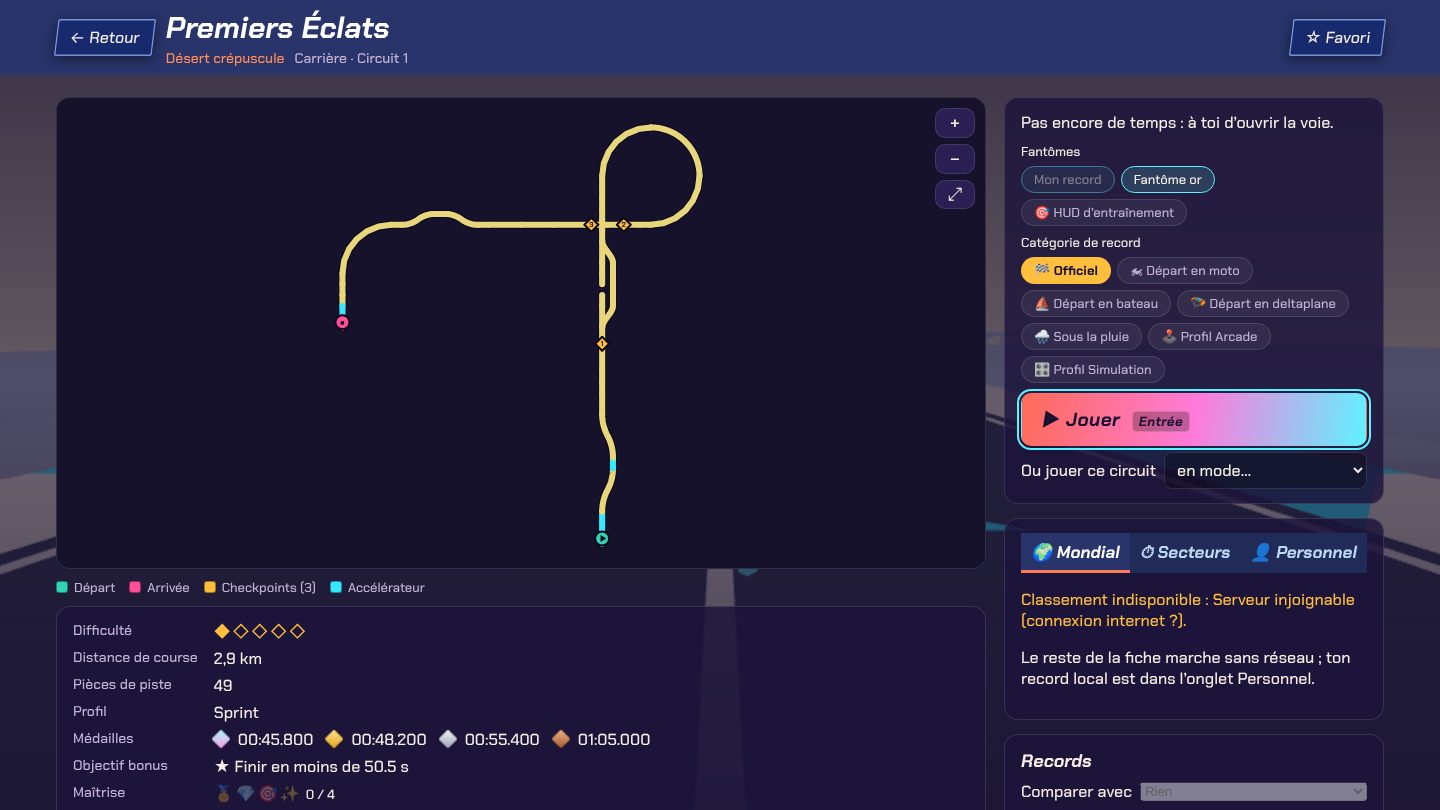 ← Retour
Premiers Éclats
Désert crépuscule Carrière · Circuit 1
☆ Favori
+
−
3
2
1
Départ Arrivée Checkpoints (3) Accélérateur
Difficulté ◆◇◇◇◇
Distance de course 2,9 km
Pièces de piste 49
Profil Sprint
Médailles 00:45.800 00:48.200 00:55.400 01:05.000
Objectif bonus ★ Finir en moins de 50.5 s
Maîtrise 0 / 4
Pas encore de temps : à toi d'ouvrir la voie.
Fantômes
Mon record Fantôme or
🎯 HUD d'entraînement
Catégorie de record
🏁 Officiel 🏍 Départ en moto
⛵ Départ en bateau 🪂 Départ en deltaplane
🌧️ Sous la pluie 🕹️ Profil Arcade
🎛️ Profil Simulation
▶ Jouer Entrée
Ou jouer ce circuit en mode…
🌍 Mondial ⏱ Secteurs 👤 Personnel
Classement indisponible : Serveur injoignable
(connexion internet ?).
Le reste de la fiche marche sans réseau ; ton
record local est dans l'onglet Personnel.
Records
Comparer avec Rien